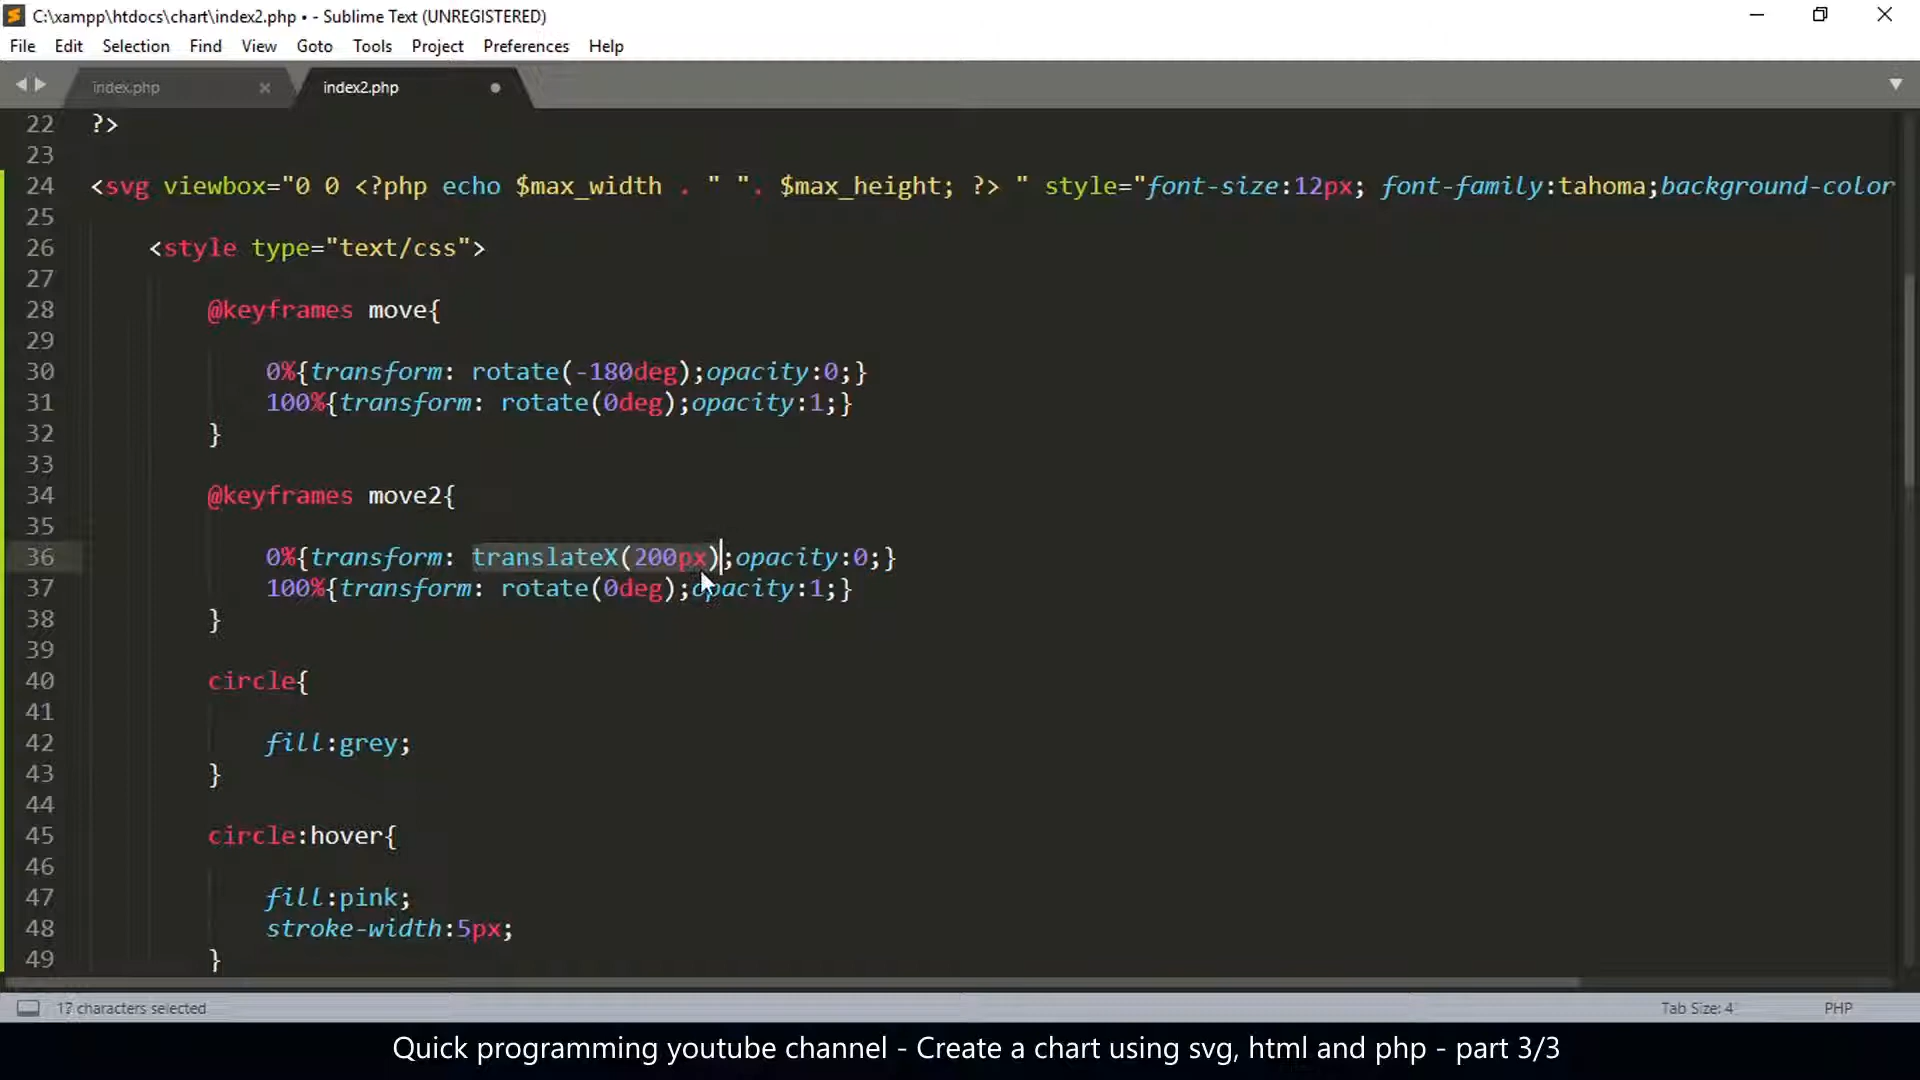 C:\xampp\htdocs\chart\index2.php • - Sublime Text (UNREGISTERED)
File Edit Selection Find View Goto Tools Project Preferences Help
index.php index2.php
22 ?>
23
24 <svg viewbox="0 0 <?php echo $max_width . " ". $max_height; ?> " style="font-size:12px; font-family:tahoma;background-color
25
26 <style type="text/css">
27
28 @keyframes move{
29
30 0%{transform: rotate(-180deg);opacity:0;}
31 100%{transform: rotate(0deg);opacity:1;}
32 }
33
34 @keyframes move2{
35
36 0%{transform: translateX(200px);opacity:0;}
37 100%{transform: rotate(0deg);opacity:1;}
38 }
39
40 circle{
41
42 fill:grey;
43 }
44
45 circle:hover{
46
47 fill:pink;
48 stroke-width:5px;
49 }
17 characters selected Tab Size: 4 PHP
Quick programming youtube channel - Create a chart using svg, html and php - part 3/3